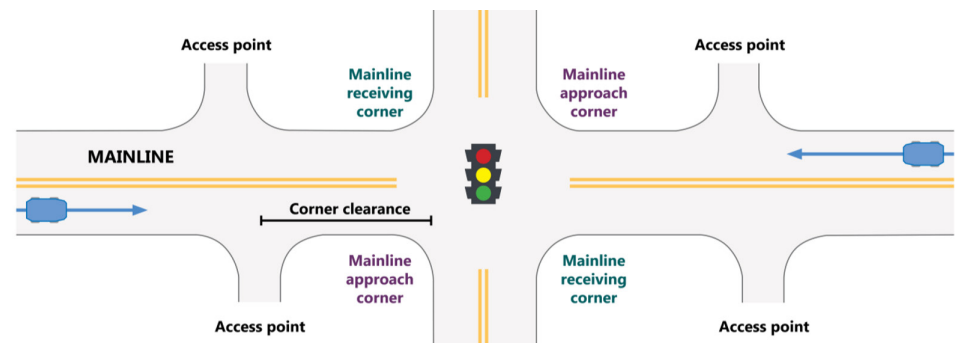 Access point
Access point
Mainline
receiving
corner
Mainline
approach
corner
MAINLINE
Corner clearance
Mainline
approach
corner
Mainline
receiving
corner
Access point
Access point